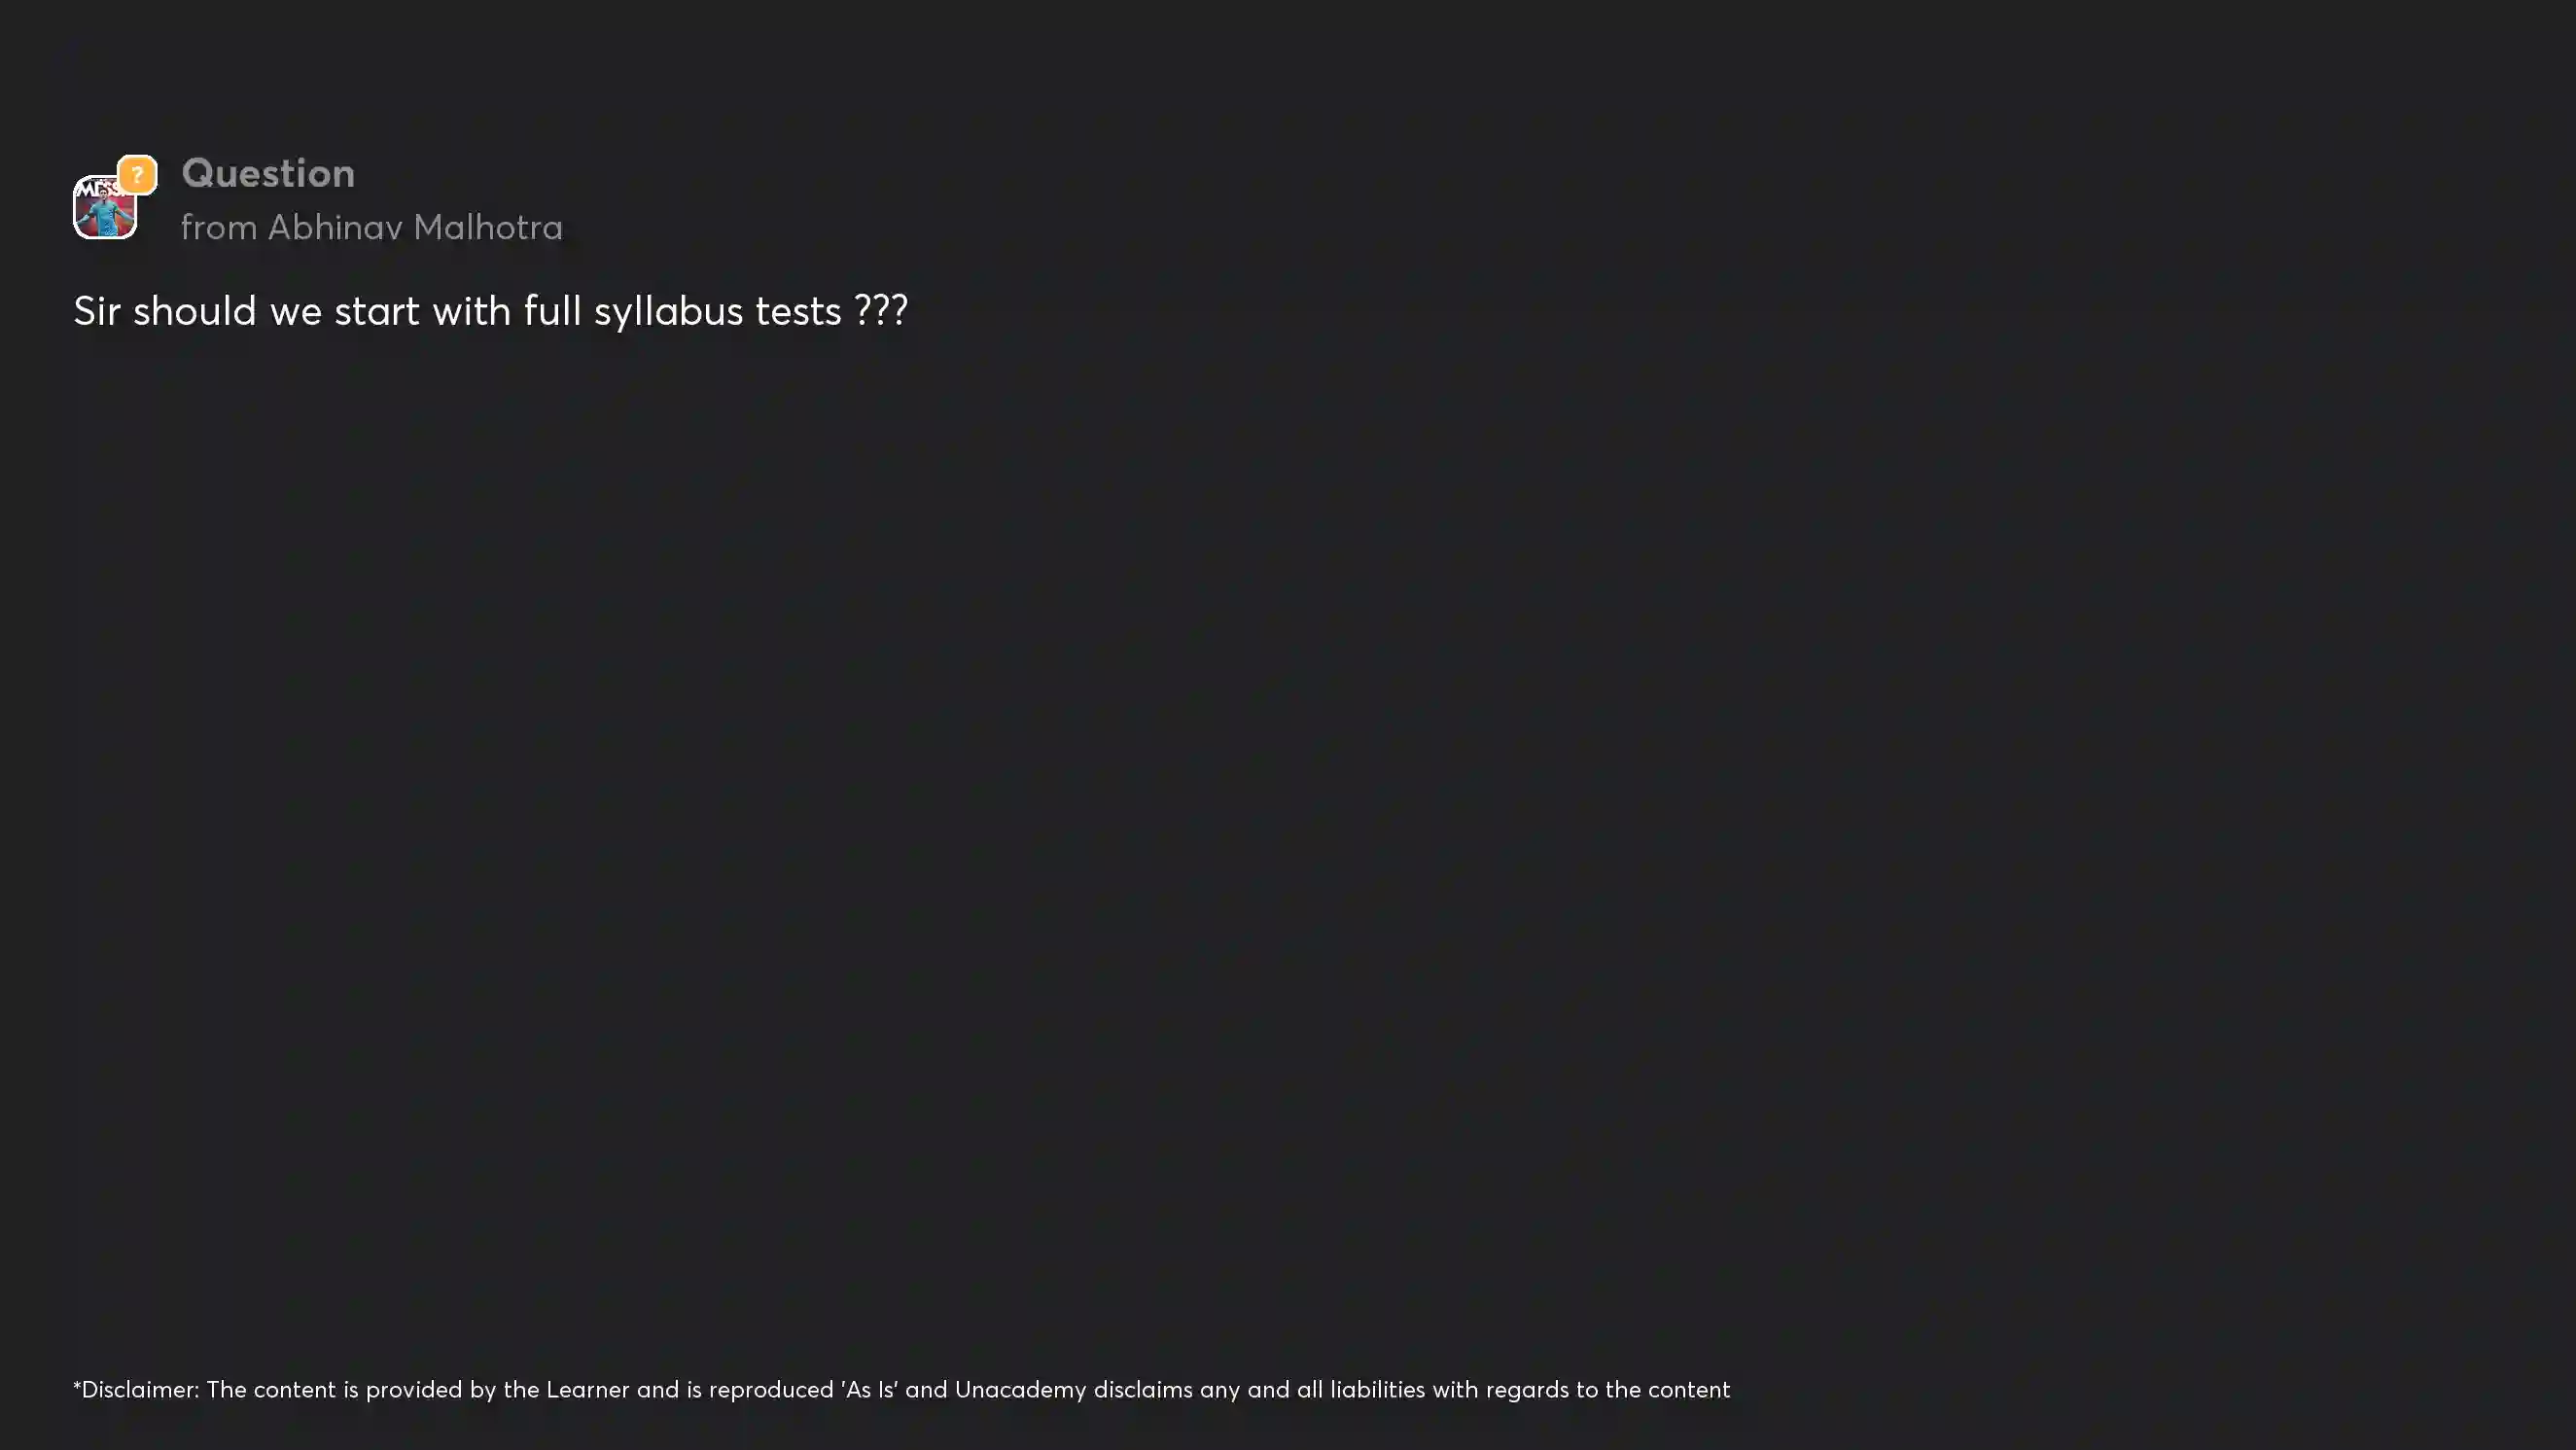 MESS
?
Question
from Abhinav Malhotra
Sir should we start with full syllabus tests ???
*Disclaimer: The content is provided by the Learner and is reproduced 'As Is' and Unacademy disclaims any and all liabilities with regards to the content